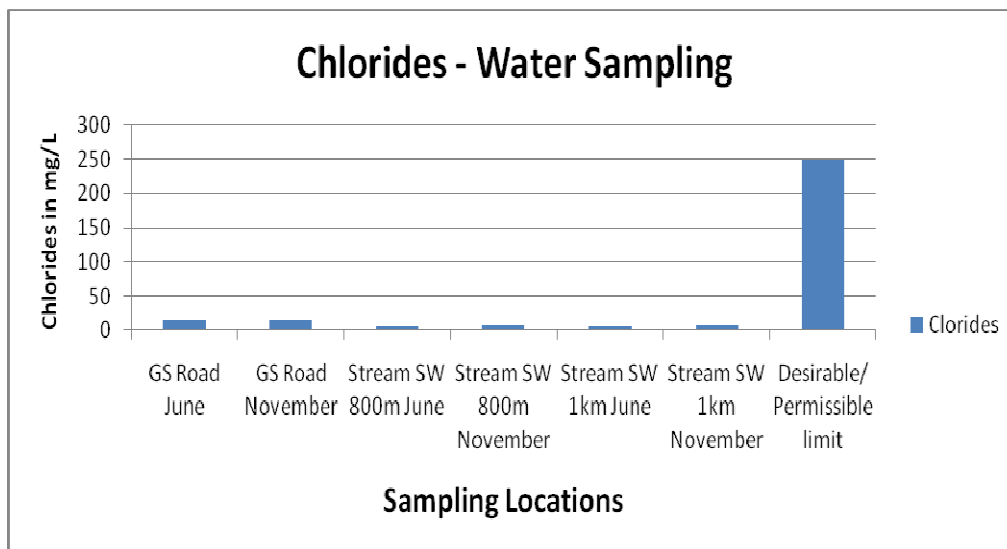 Chlorides - Water Sampling
Chlorides in mg/L
300
250
200
150
100
50
0
GS Road
June
GS Road
November
Stream SW
800m June
Stream SW
800m
November
Stream SW
1km June
Stream SW
1km
November
Desirable/
Permissible
limit
Clorides
Sampling Locations